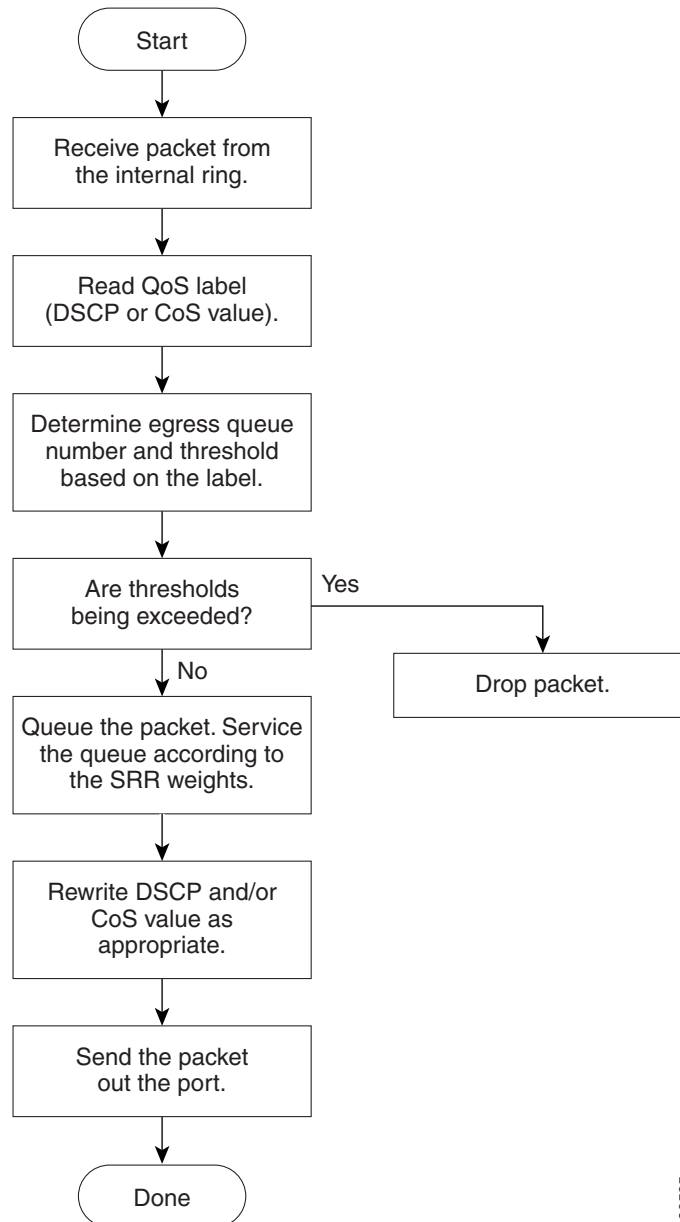 Start
Receive packet from
the internal ring.
Read QoS label
(DSCP or CoS value).
Determine egress queue
number and threshold
based on the label.
Are thresholds
being exceeded?
Yes
No
Drop packet.
Queue the packet. Service
the queue according to
the SRR weights.
Rewrite DSCP and/or
CoS value as
appropriate.
Send the packet
out the port.
Done